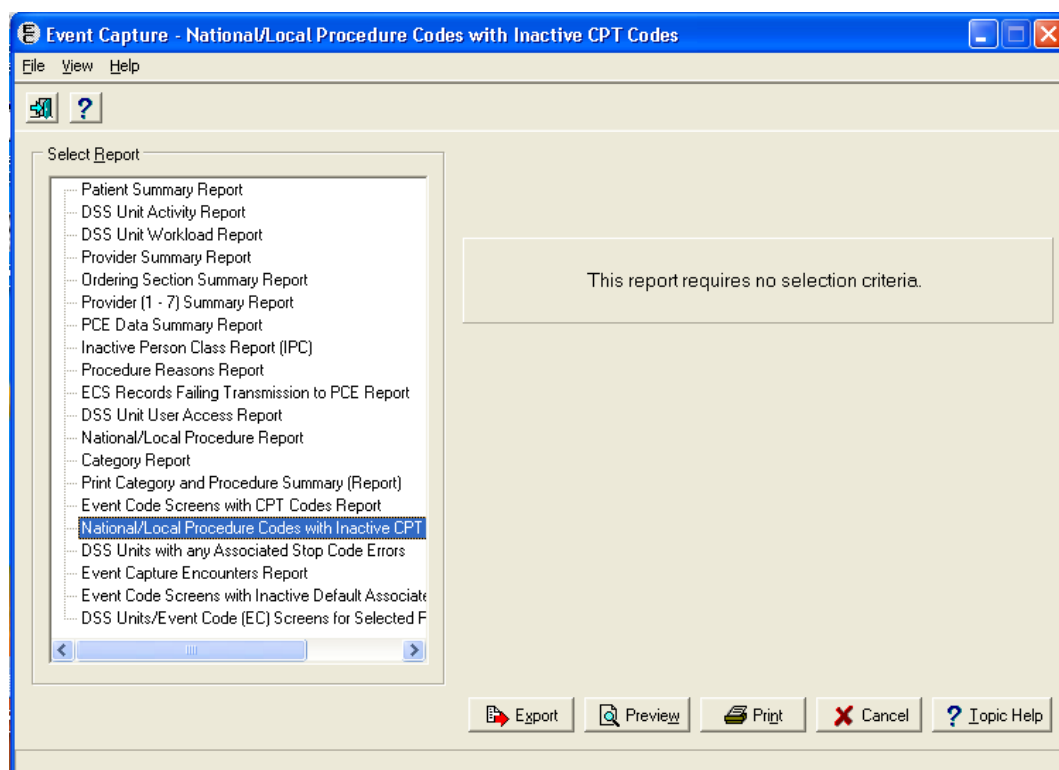 Event Capture - National/Local Procedure Codes with Inactive CPT Codes
File View Help
?
Select Report
Patient Summary Report
DSS Unit Activity Report
DSS Unit Workload Report
Provider Summary Report
Ordering Section Summary Report
Provider (1 - 7) Summary Report
PCE Data Summary Report
Inactive Person Class Report (IPC)
Procedure Reasons Report
ECS Records Failing Transmission to PCE Report
DSS Unit User Access Report
National/Local Procedure Report
Category Report
Print Category and Procedure Summary (Report)
Event Code Screens with CPT Codes Report
National/Local Procedure Codes with Inactive CPT
DSS Units with any Associated Stop Code Errors
Event Capture Encounters Report
Event Code Screens with Inactive Default Associate
DSS Units/Event Code (EC) Screens for Selected F
This report requires no selection criteria.
Export Preview Print Cancel ? Topic Help